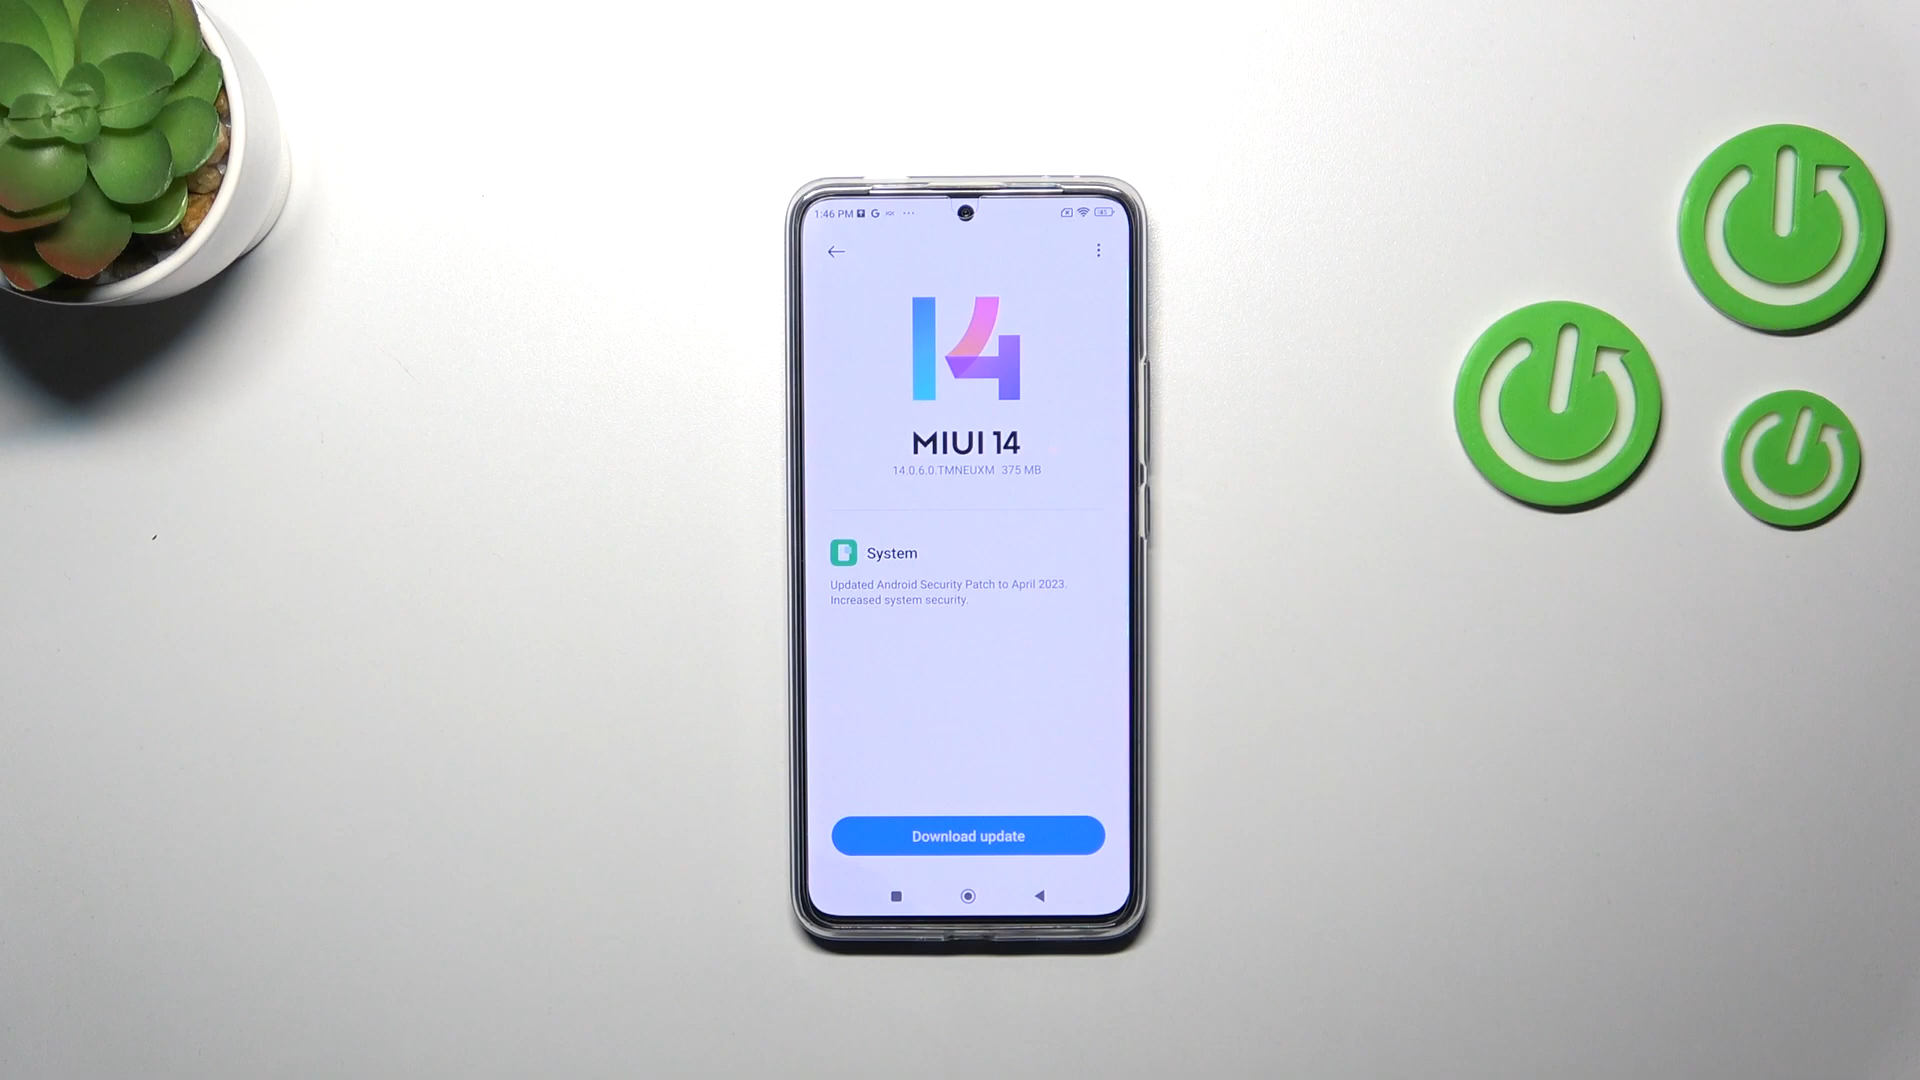 1:46 PM
14
MIUI 14
14.0.6.0.TMNEUXM 375 MB
System
Updated Android Security Patch to April 2023.
Increased system security.
Download update